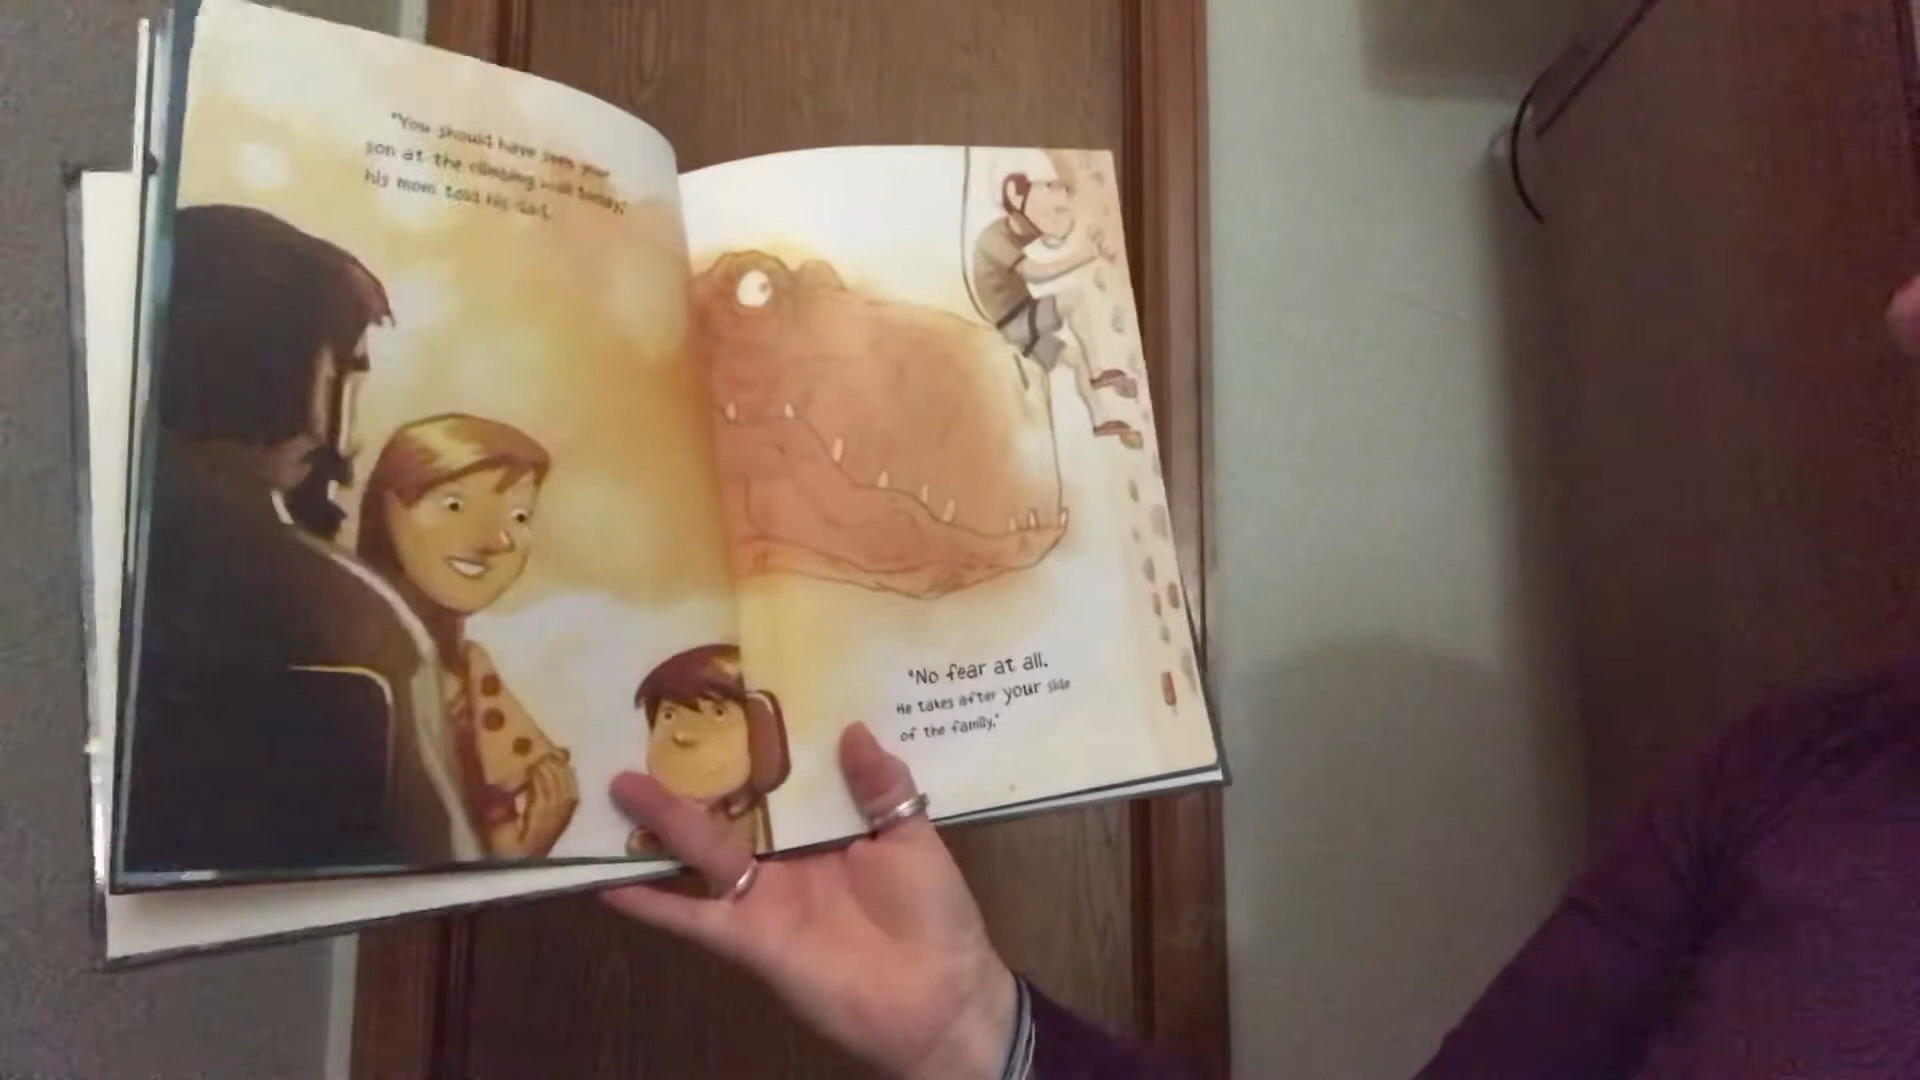 "You should have seen your
son at the climbing wall today,"
his mom told his dad.
"No fear at all.
He takes after your side
of the family."